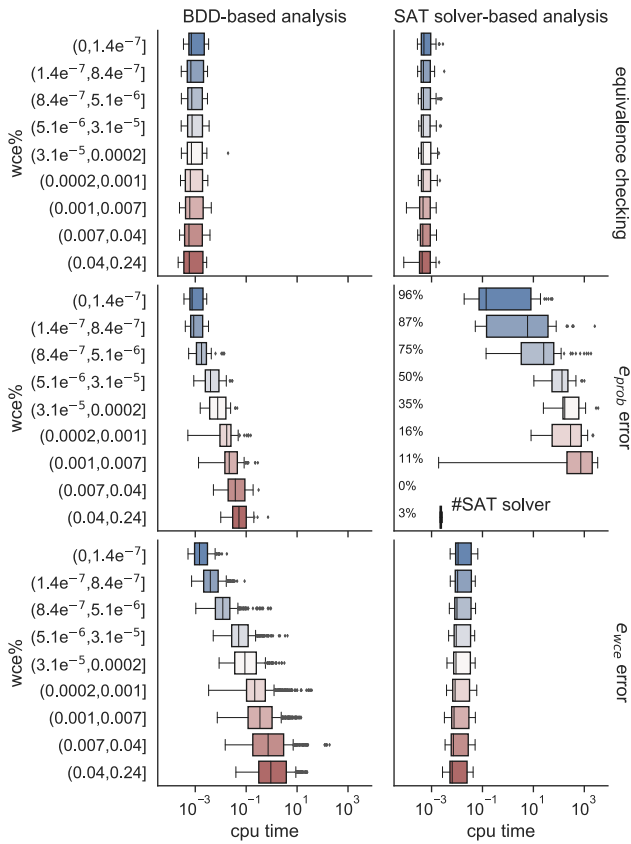 BDD-based analysis SAT solver-based analysis
(0,1.4e⁻⁷]
(1.4e⁻⁷,8.4e⁻⁷]
(8.4e⁻⁷,5.1e⁻⁶]
(5.1e⁻⁶,3.1e⁻⁵]
(3.1e⁻⁵,0.0002]
(0.0002,0.001]
(0.001,0.007]
(0.007,0.04]
(0.04,0.24]
wce%
equivalence checking
(0,1.4e⁻⁷] 96%
(1.4e⁻⁷,8.4e⁻⁷] 87%
(8.4e⁻⁷,5.1e⁻⁶] 75%
(5.1e⁻⁶,3.1e⁻⁵] 50%
(3.1e⁻⁵,0.0002] 35%
(0.0002,0.001] 16%
(0.001,0.007] 11%
(0.007,0.04] 0%
#SAT solver
(0.04,0.24] 3%
wce%
e_prob error
(0,1.4e⁻⁷]
(1.4e⁻⁷,8.4e⁻⁷]
(8.4e⁻⁷,5.1e⁻⁶]
(5.1e⁻⁶,3.1e⁻⁵]
(3.1e⁻⁵,0.0002]
(0.0002,0.001]
(0.001,0.007]
(0.007,0.04]
(0.04,0.24]
wce%
e_wce error
10⁻³ 10⁻¹ 10¹ 10³ 10⁻³ 10⁻¹ 10¹ 10³
cpu time cpu time